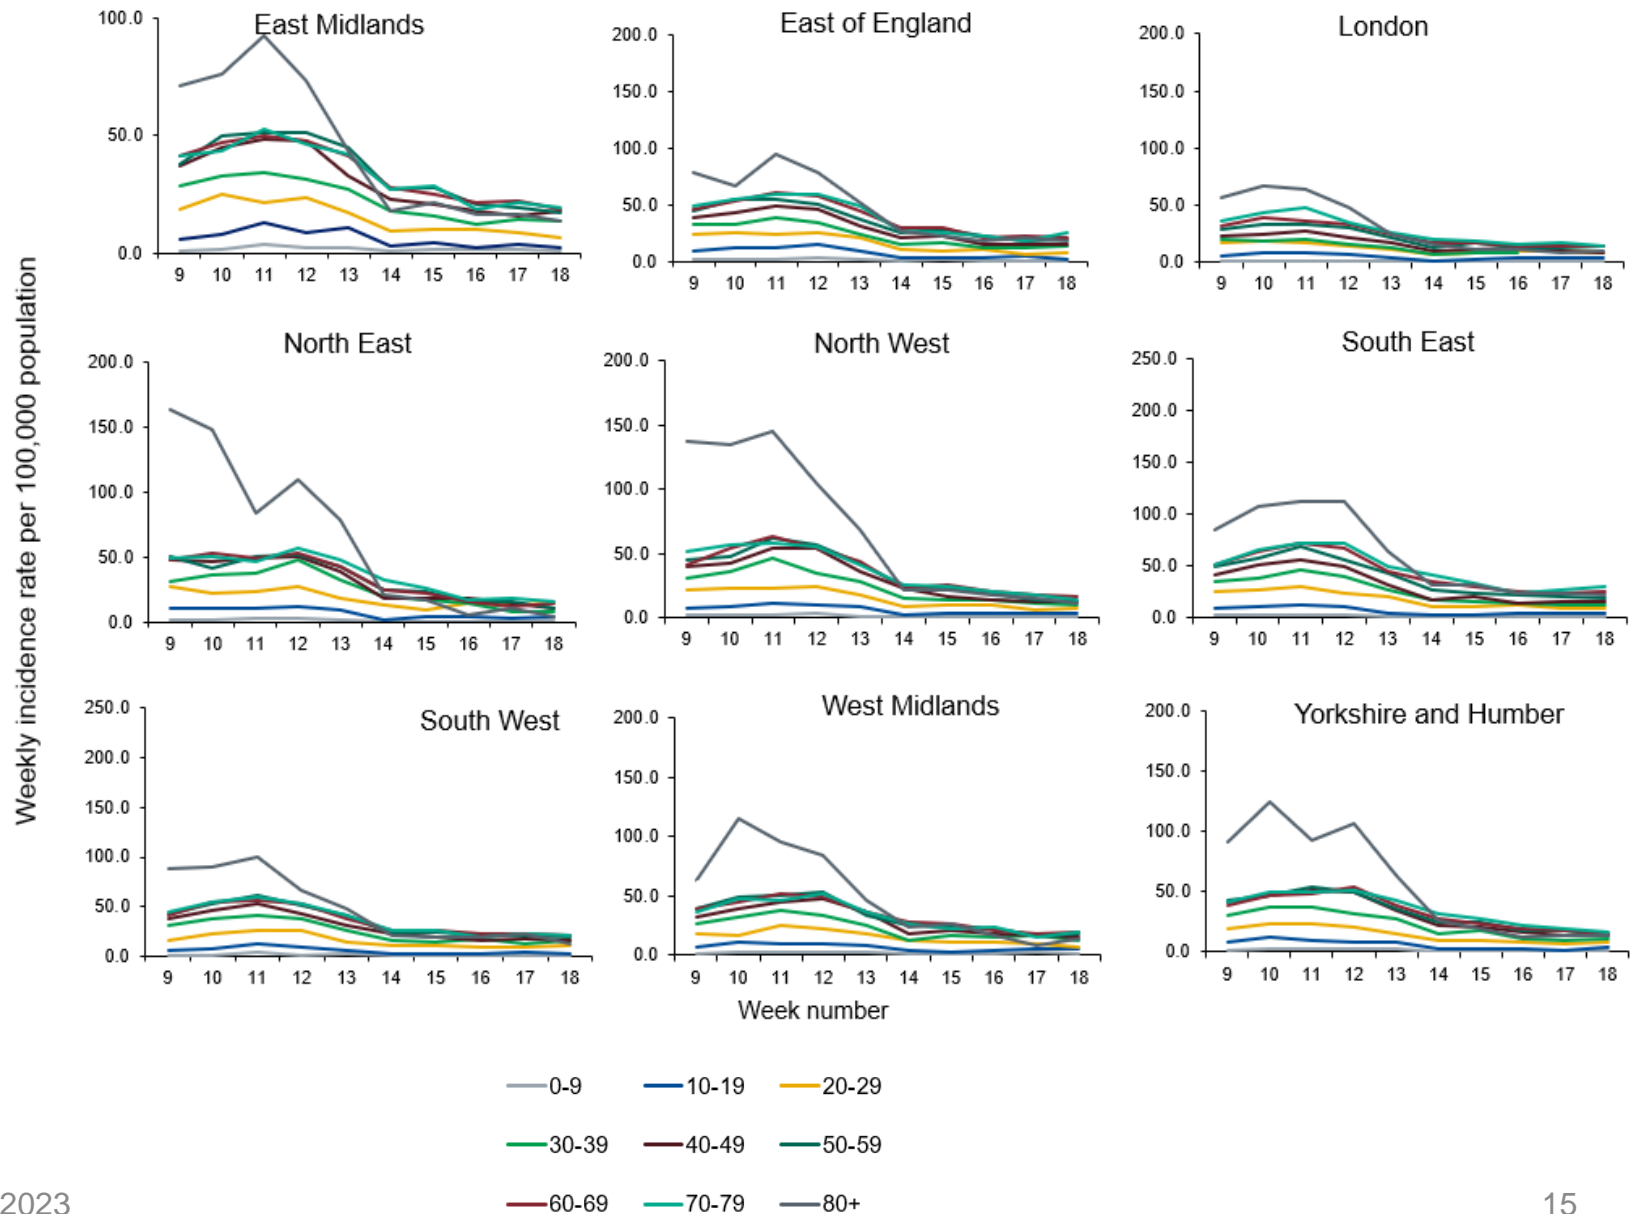 East Midlands
100.0
50.0
0.0
9 10 11 12 13 14 15 16 17 18
East of England
200.0
150.0
100.0
50.0
0.0
9 10 11 12 13 14 15 16 17 18
London
200.0
150.0
100.0
50.0
0.0
9 10 11 12 13 14 15 16 17 18
Weekly incidence rate per 100,000 population
North East
200.0
150.0
100.0
50.0
0.0
9 10 11 12 13 14 15 16 17 18
North West
200.0
150.0
100.0
50.0
0.0
9 10 11 12 13 14 15 16 17 18
South East
250.0
200.0
150.0
100.0
50.0
0.0
9 10 11 12 13 14 15 16 17 18
South West
250.0
200.0
150.0
100.0
50.0
0.0
9 10 11 12 13 14 15 16 17 18
West Midlands
200.0
150.0
100.0
50.0
0.0
9 10 11 12 13 14 15 16 17 18
Yorkshire and Humber
200.0
150.0
100.0
50.0
0.0
9 10 11 12 13 14 15 16 17 18
Week number
0-9 10-19 20-29
30-39 40-49 50-59
60-69 70-79 80+
2023 15